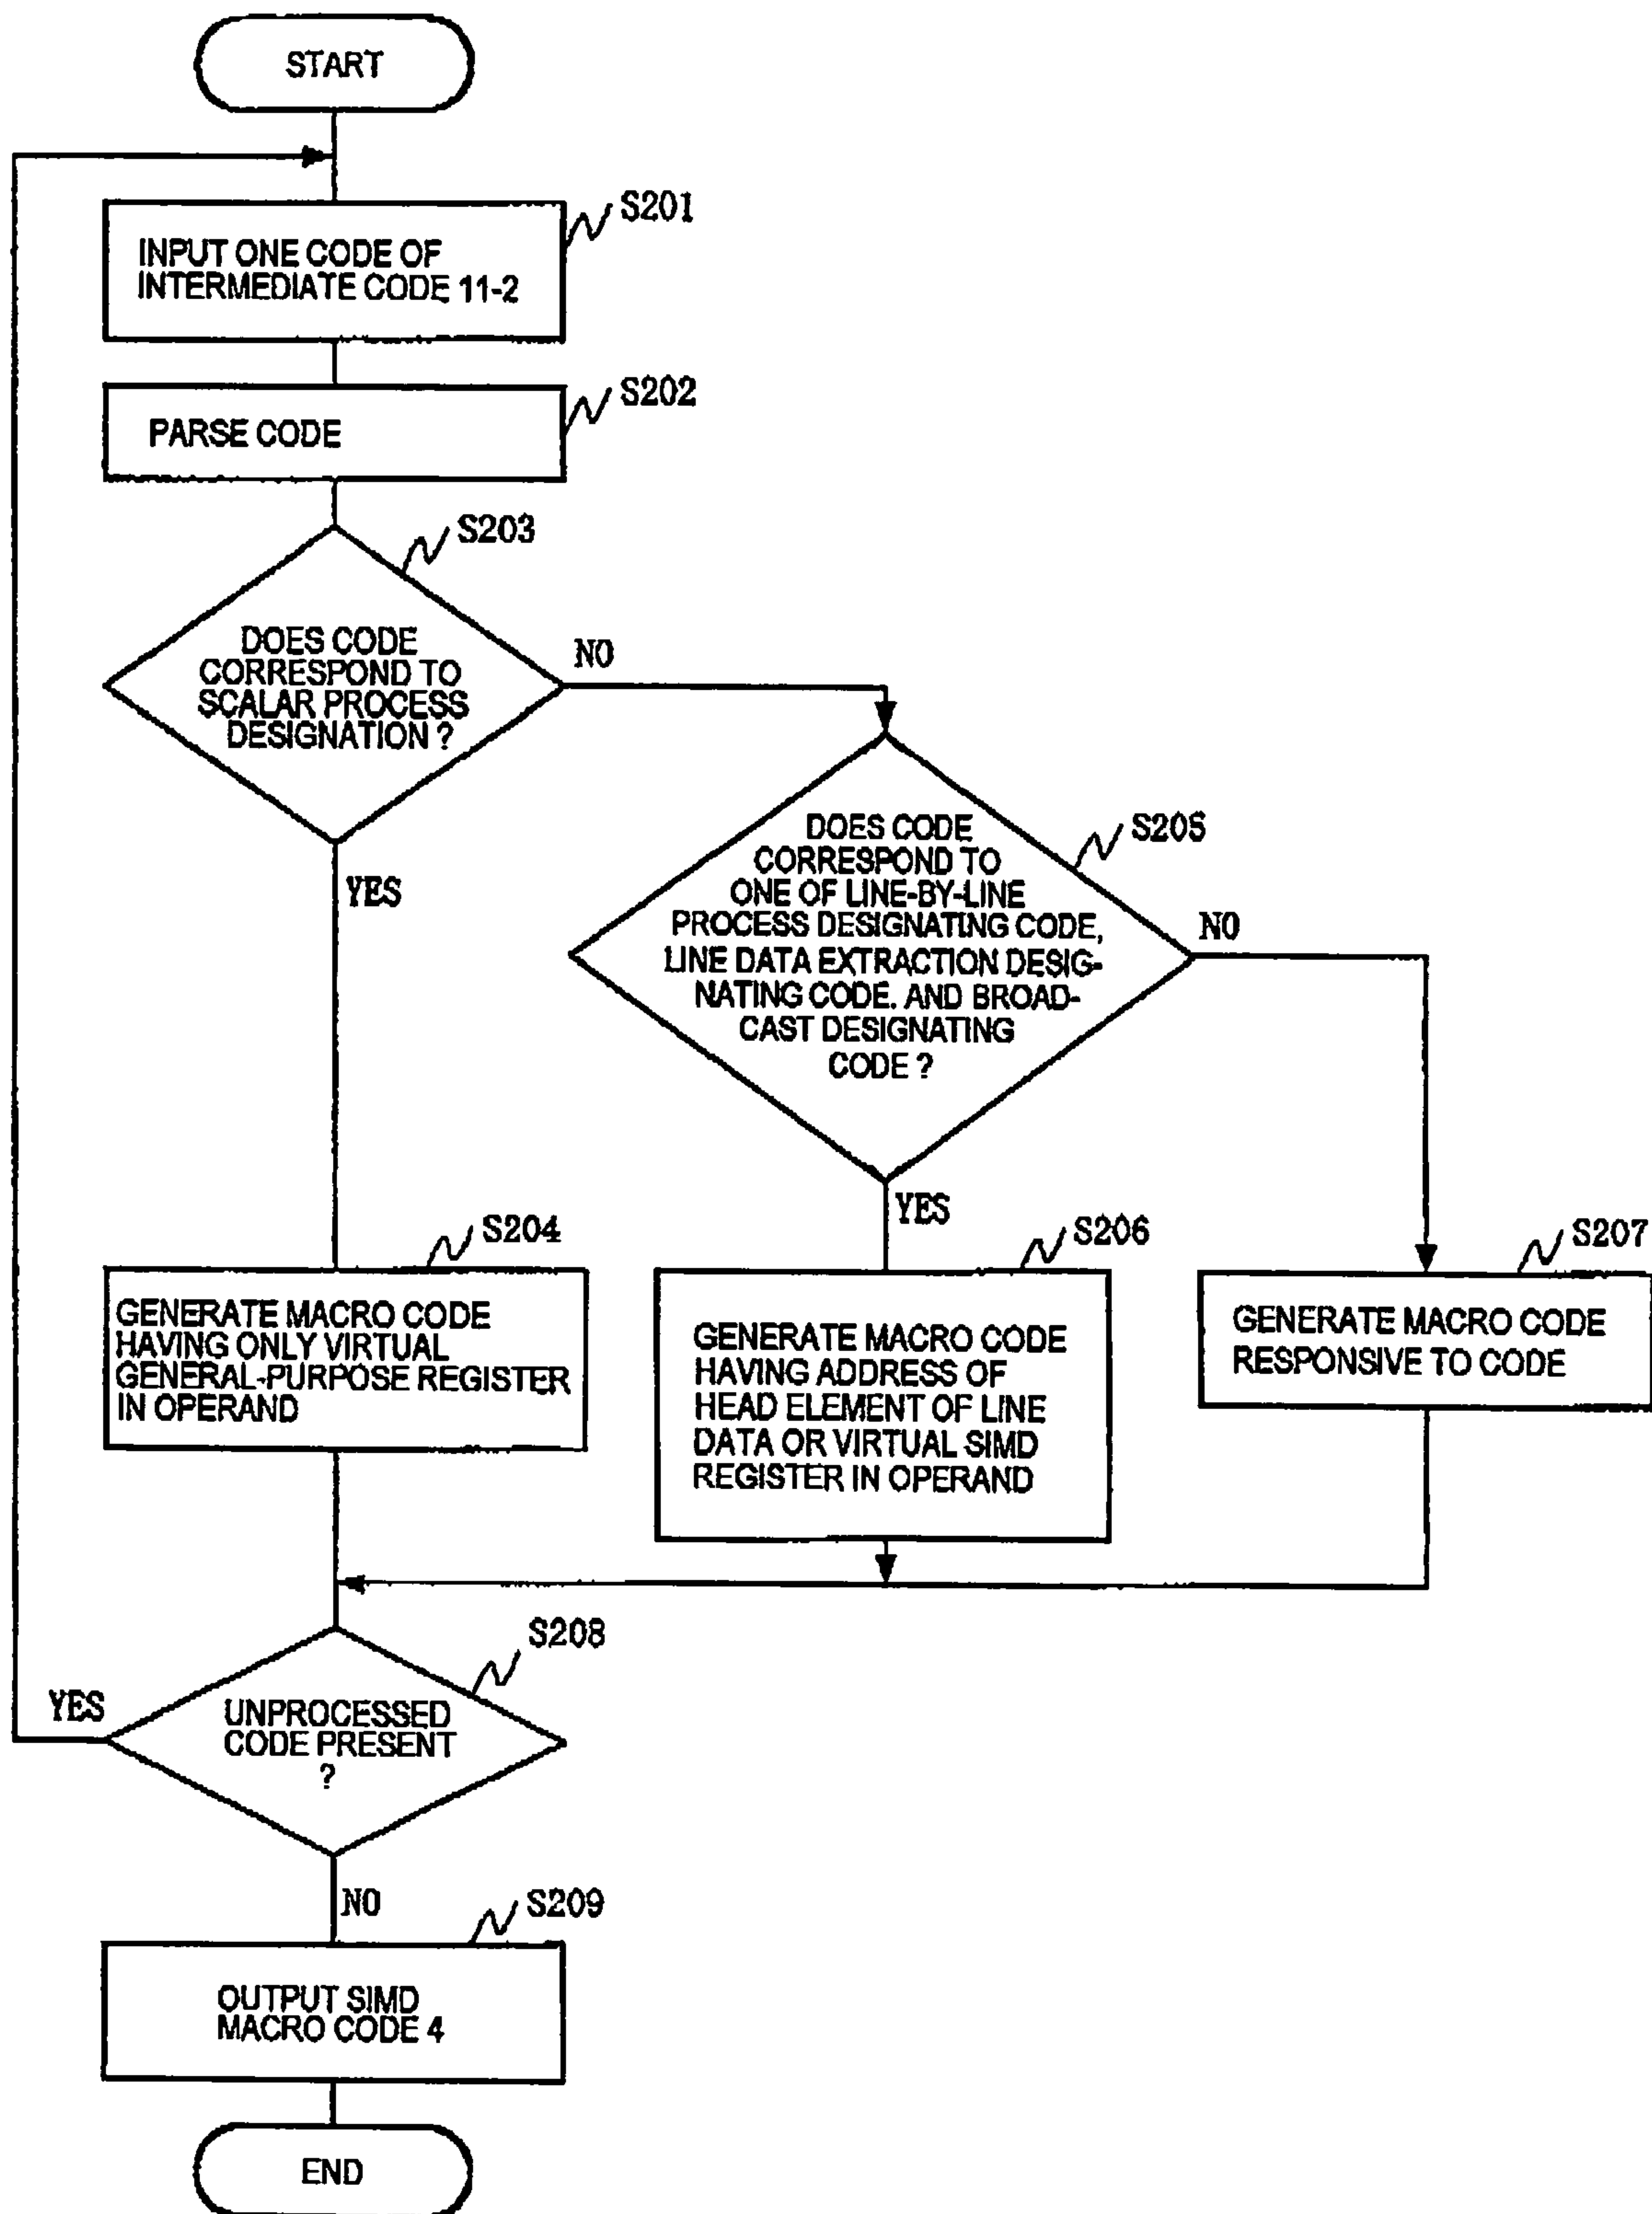 START
S201
INPUT ONE CODE OF
INTERMEDIATE CODE 11-2
S202
PARSE CODE
S203
DOES CODE
CORRESPOND TO
SCALAR PROCESS
DESIGNATION ?
NO
YES
S205
DOES CODE
CORRESPOND TO
ONE OF LINE-BY-LINE
PROCESS DESIGNATING CODE,
LINE DATA EXTRACTION DESIG-
NATING CODE. AND BROAD-
CAST DESIGNATING
CODE ?
NO
YES
S204
GENERATE MACRO CODE
HAVING ONLY VIRTUAL
GENERAL-PURPOSE REGISTER
IN OPERAND
S206
GENERATE MACRO CODE
HAVING ADDRESS OF
HEAD ELEMENT OF LINE
DATA OR VIRTUAL SIMD
REGISTER IN OPERAND
S207
GENERATE MACRO CODE
RESPONSIVE TO CODE
S208
YES
UNPROCESSED
CODE PRESENT
?
NO
S209
OUTPUT SIMD
MACRO CODE 4
END